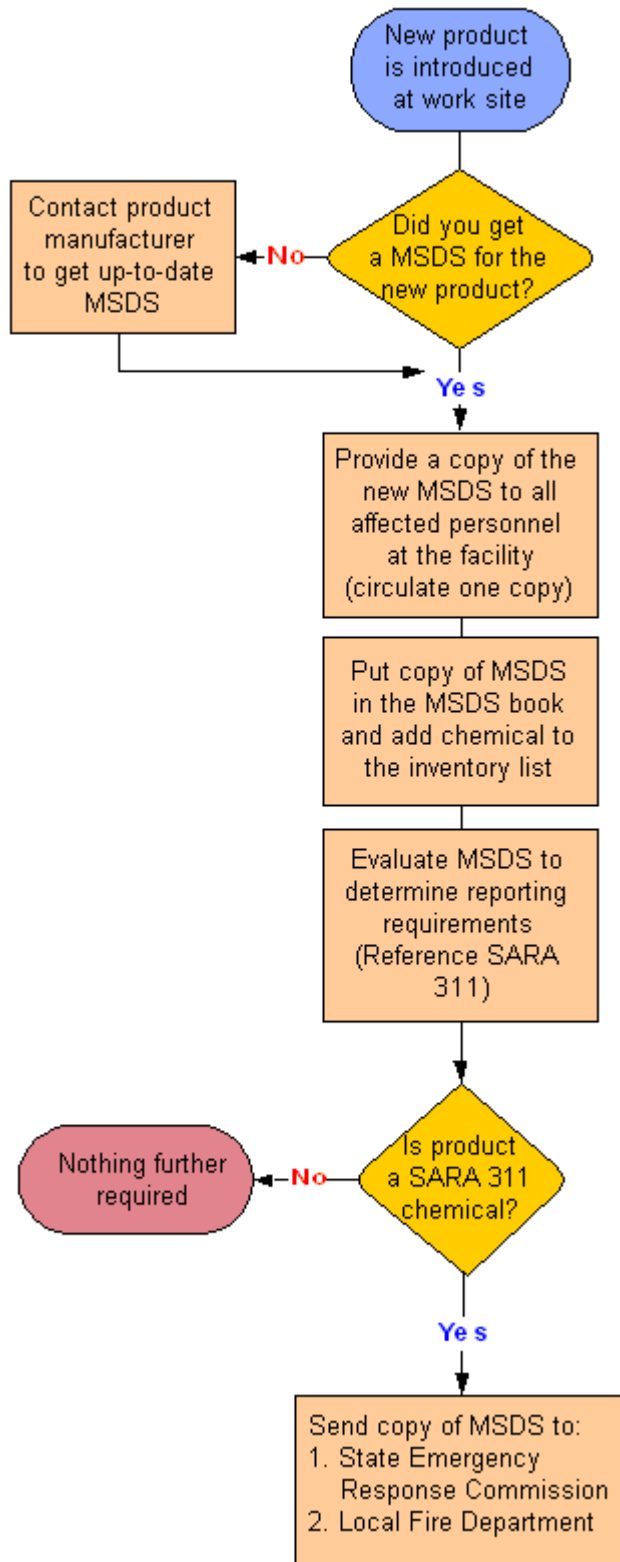 New product
is introduced
at work site
Did you get
a MSDS for the
new product?
No
Contact product
manufacturer
to get up-to-date
MSDS
Yes
Provide a copy of the
new MSDS to all
affected personnel
at the facility
(circulate one copy)
Put copy of MSDS
in the MSDS book
and add chemical to
the inventory list
Evaluate MSDS to
determine reporting
requirements
(Reference SARA
311)
Is product
a SARA 311
chemical?
No
Nothing further
required
Yes
Send copy of MSDS to:
1. State Emergency
Response Commission
2. Local Fire Department